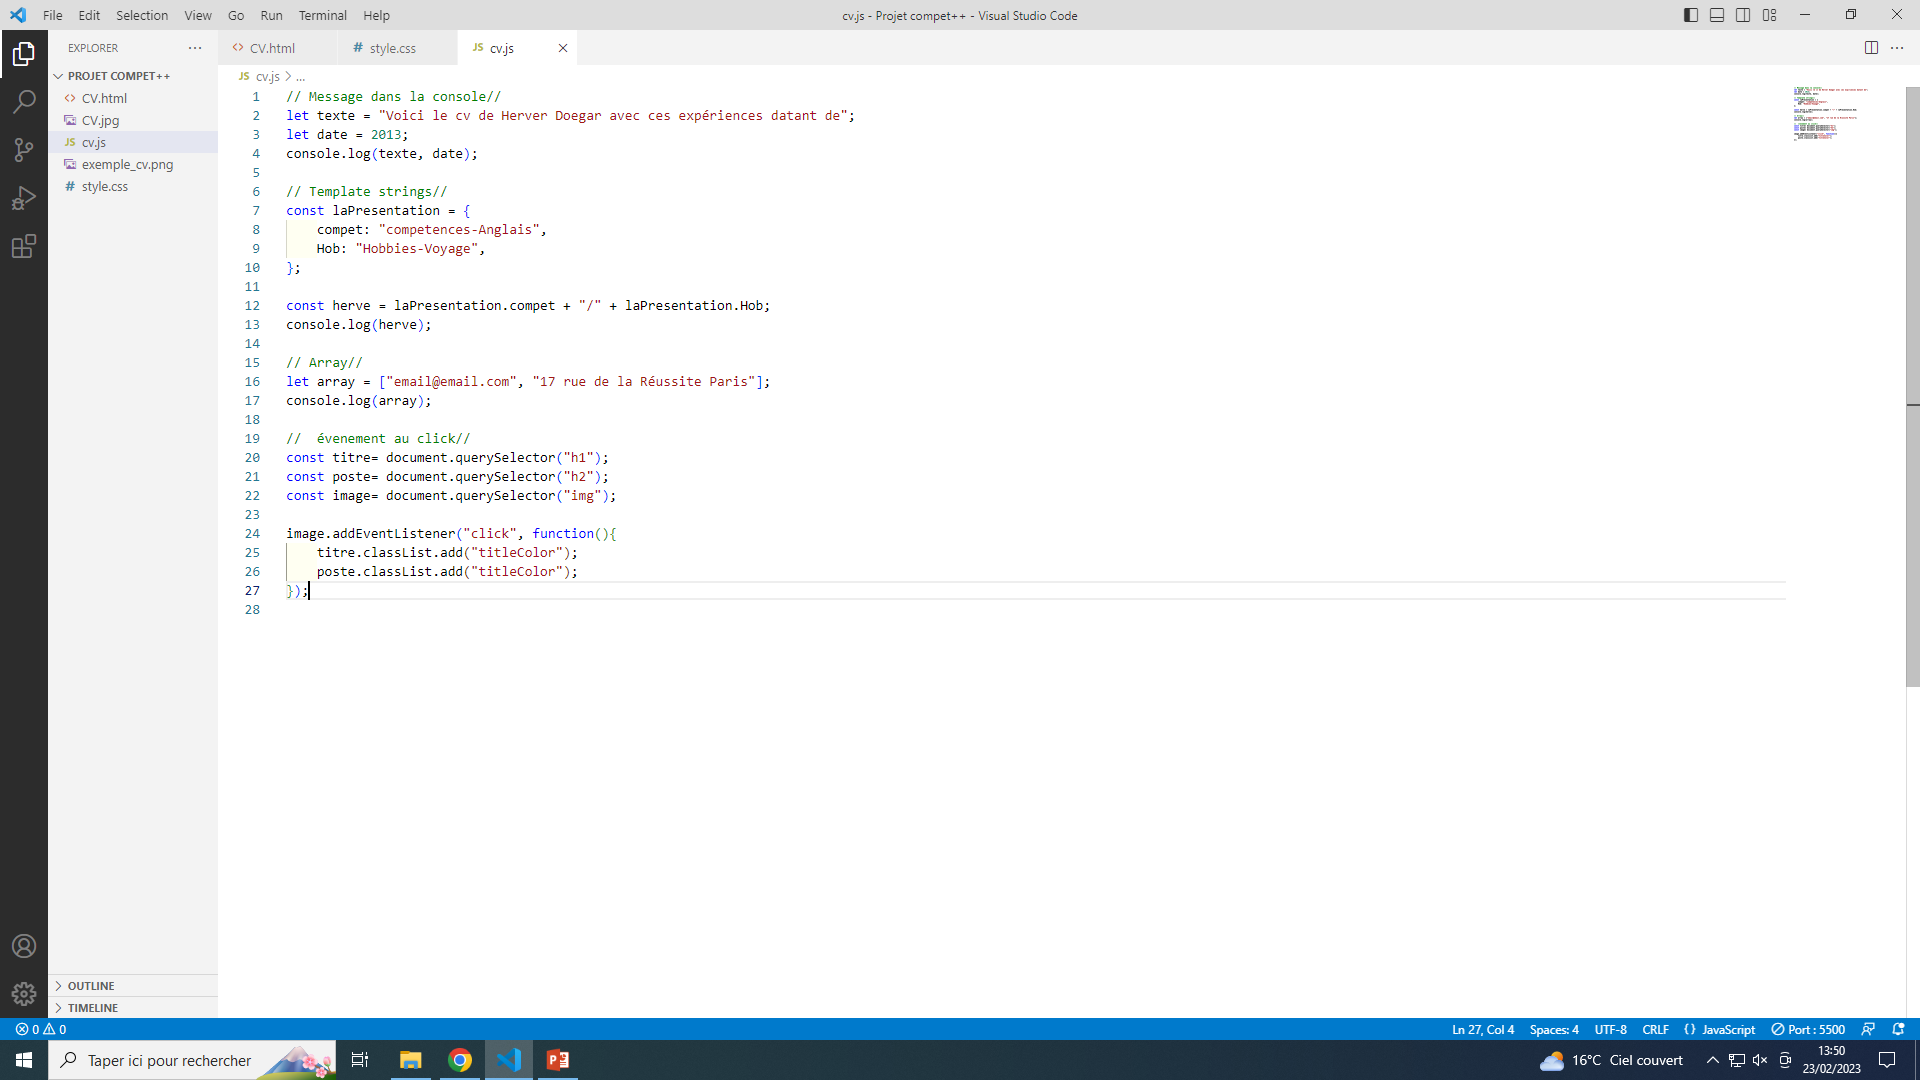 File Edit Selection View Go Run Terminal Help
cv.js - Projet compet++ - Visual Studio Code
EXPLORER
CV.html
# style.css
JS cv.js
PROJET COMPET++
CV.html
CV.jpg
JS cv.js
exemple_cv.png
# style.css
JS cv.js > ...
1 // Message dans la console//
2 let texte = "Voici le cv de Herver Doegar avec ces expériences datant de";
3 let date = 2013;
4 console.log(texte, date);
5
6 // Template strings//
7 const laPresentation = {
8 compet: "competences-Anglais",
9 Hob: "Hobbies-Voyage",
10 };
11
12 const herve = laPresentation.compet + "/" + laPresentation.Hob;
13 console.log(herve);
14
15 // Array//
16 let array = ["email@email.com", "17 rue de la Réussite Paris"];
17 console.log(array);
18
19 //  évenement au click//
20 const titre= document.querySelector("h1");
21 const poste= document.querySelector("h2");
22 const image= document.querySelector("img");
23
24 image.addEventListener("click", function(){
25 titre.classList.add("titleColor");
26 poste.classList.add("titleColor");
27 });
28
OUTLINE
TIMELINE
0 0
Ln 27, Col 4 Spaces: 4 UTF-8 CRLF {} JavaScript Port : 5500
Taper ici pour rechercher
16°C Ciel couvert
13:50
23/02/2023